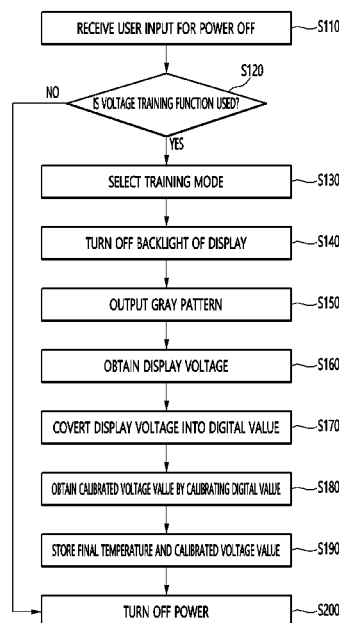 RECEIVE USER INPUT FOR POWER OFF
S110
S120
NO
IS VOLTAGE TRAINING FUNCTION USED?
YES
SELECT TRAINING MODE
S130
TURN OFF BACKLIGHT OF DISPLAY
S140
OUTPUT GRAY PATTERN
S150
OBTAIN DISPLAY VOLTAGE
S160
COVERT DISPLAY VOLTAGE INTO DIGITAL VALUE
S170
OBTAIN CALIBRATED VOLTAGE VALUE BY CALIBRATING DIGITAL VALUE
S180
STORE FINAL TEMPERATURE AND CALIBRATED VOLTAGE VALUE
S190
TURN OFF POWER
S200